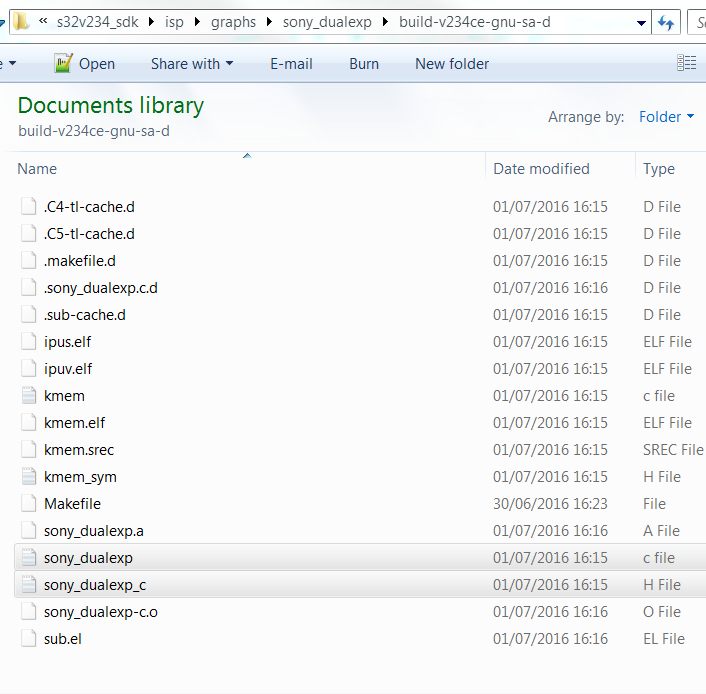 « s32v234_sdk ▸ isp ▸ graphs ▸ sony_dualexp ▸ build-v234ce-gnu-sa-d
Open Share with E-mail Burn New folder
Documents library
build-v234ce-gnu-sa-d
Arrange by: Folder
Name Date modified Type
.C4-tl-cache.d 01/07/2016 16:15 D File
.C5-tl-cache.d 01/07/2016 16:15 D File
.makefile.d 01/07/2016 16:15 D File
.sony_dualexp.c.d 01/07/2016 16:16 D File
.sub-cache.d 01/07/2016 16:15 D File
ipus.elf 01/07/2016 16:15 ELF File
ipuv.elf 01/07/2016 16:15 ELF File
kmem 01/07/2016 16:15 c file
kmem.elf 01/07/2016 16:15 ELF File
kmem.srec 01/07/2016 16:15 SREC File
kmem_sym 01/07/2016 16:15 H File
Makefile 30/06/2016 16:23 File
sony_dualexp.a 01/07/2016 16:16 A File
sony_dualexp 01/07/2016 16:15 c file
sony_dualexp_c 01/07/2016 16:15 H File
sony_dualexp-c.o 01/07/2016 16:16 O File
sub.el 01/07/2016 16:16 EL File